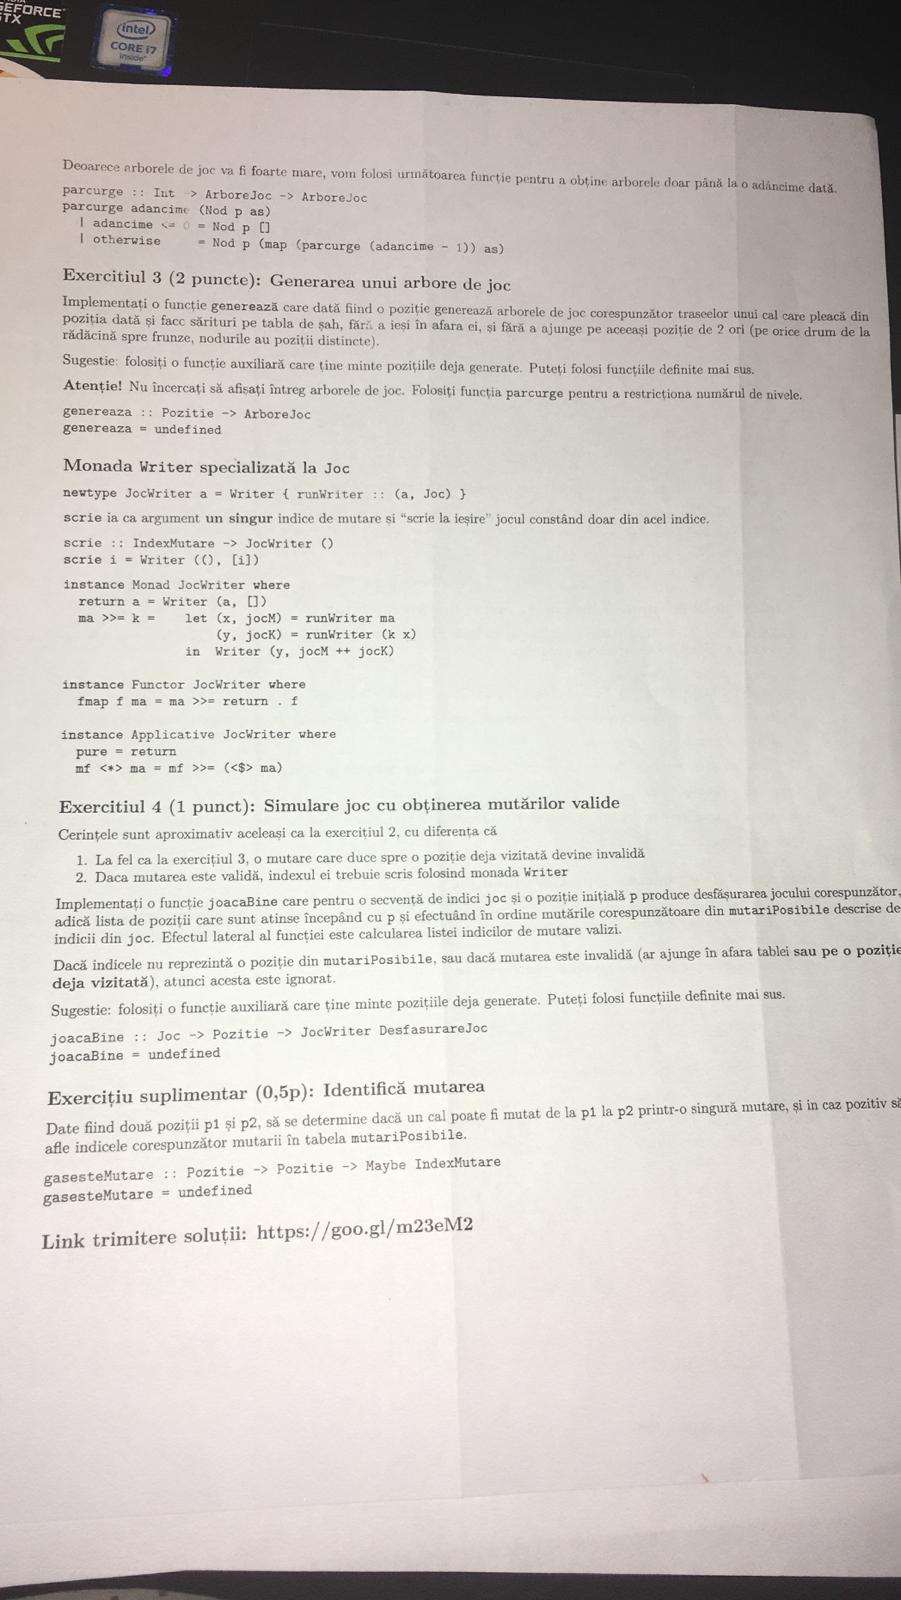 GEFORCE
GTX
intel
CORE i7
inside
Deoarece arborele de joc va fi foarte mare, vom folosi următoarea funcție pentru a obține arborele doar până la o adâncime dată.
parcurge :: Int -> ArboreJoc -> ArboreJoc
parcurge adancime (Nod p as)
| adancime <= 0 = Nod p []
| otherwise = Nod p (map (parcurge (adancime - 1)) as)
Exercitiul 3 (2 puncte): Generarea unui arbore de joc
Implementați o funcție generează care dată fiind o poziție generează arborele de joc corespunzător traseelor unui cal care pleacă din
poziția dată și face sărituri pe tabla de șah, fără a ieși în afara ei, și fără a ajunge pe aceeași poziție de 2 ori (pe orice drum de la
rădăcină spre frunze, nodurile au poziții distincte).
Sugestie: folosiți o funcție auxiliară care ține minte pozițiile deja generate. Puteți folosi funcțiile definite mai sus.
Atenție! Nu încercați să afișați întreg arborele de joc. Folosiți funcția parcurge pentru a restricționa numărul de nivele.
genereaza :: Pozitie -> ArboreJoc
genereaza = undefined
Monada Writer specializată la Joc
newtype JocWriter a = Writer { runWriter :: (a, Joc) }
scrie ia ca argument un singur indice de mutare și “scrie la ieșire” jocul constând doar din acel indice.
scrie :: IndexMutare -> JocWriter ()
scrie i = Writer ((), [i])
instance Monad JocWriter where
return a = Writer (a, [])
ma >>= k = let (x, jocM) = runWriter ma
(y, jocK) = runWriter (k x)
in Writer (y, jocM ++ jocK)
instance Functor JocWriter where
fmap f ma = ma >>= return . f
instance Applicative JocWriter where
pure = return
mf <*> ma = mf >>= (<$> ma)
Exercitiul 4 (1 punct): Simulare joc cu obținerea mutărilor valide
Cerințele sunt aproximativ aceleași ca la exercițiul 2, cu diferența că
1. La fel ca la exercițiul 3, o mutare care duce spre o poziție deja vizitată devine invalidă
2. Daca mutarea este validă, indexul ei trebuie scris folosind monada Writer
Implementați o funcție joacaBine care pentru o secvență de indici joc și o poziție inițială p produce desfășurarea jocului corespunzător,
adică lista de poziții care sunt atinse începând cu p și efectuând în ordine mutările corespunzătoare din mutariPosibile descrise de
indicii din joc. Efectul lateral al funcției este calcularea listei indicilor de mutare valizi.
Dacă indicele nu reprezintă o poziție din mutariPosibile, sau dacă mutarea este invalidă (ar ajunge în afara tablei sau pe o poziție
deja vizitată), atunci acesta este ignorat.
Sugestie: folosiți o funcție auxiliară care ține minte pozițiile deja generate. Puteți folosi funcțiile definite mai sus.
joacaBine :: Joc -> Pozitie -> JocWriter DesfasurareJoc
joacaBine = undefined
Exercițiu suplimentar (0,5p): Identifică mutarea
Date fiind două poziții p1 și p2, să se determine dacă un cal poate fi mutat de la p1 la p2 printr-o singură mutare, și in caz pozitiv să
afle indicele corespunzător mutarii în tabela mutariPosibile.
gasesteMutare :: Pozitie -> Pozitie -> Maybe IndexMutare
gasesteMutare = undefined
Link trimitere soluții: https://goo.gl/m23eM2